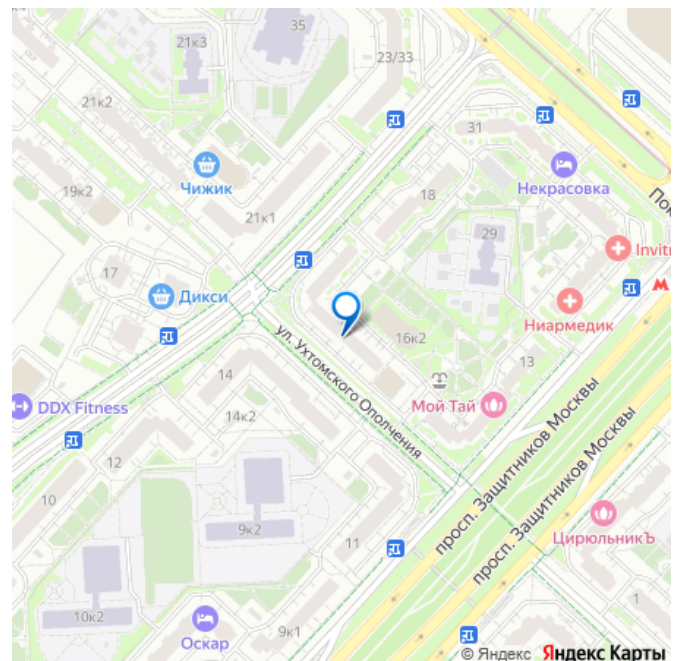 21к3
35
23/33
21к2
31
Чижик
Некрасовка
19к2
18
Пок
21к1
29
Invitr
17
Дикси
М
Ниармедик
16к2
ул. Ухтомского Ополчения
13
14
DDX Fitness
Мой Тай
14к2
просп. Защитников Москвы
просп. Защитников Москвы
12
10
9к2
11
ЦирюльникЪ
10к2
1
Оскар
9к1
© Яндекс Яндекс Карты